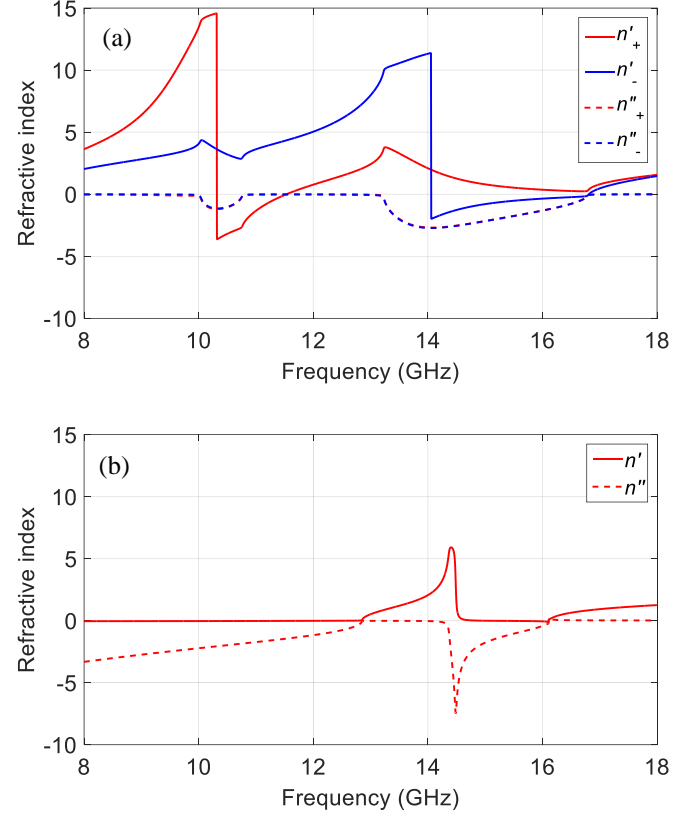 (a)
n'+
n'-
n"+
n"-
15
10
5
0
-5
-10
Refractive index
8 10 12 14 16 18
Frequency (GHz)
(b)
n'
n"
15
10
5
0
-5
-10
Refractive index
8 10 12 14 16 18
Frequency (GHz)